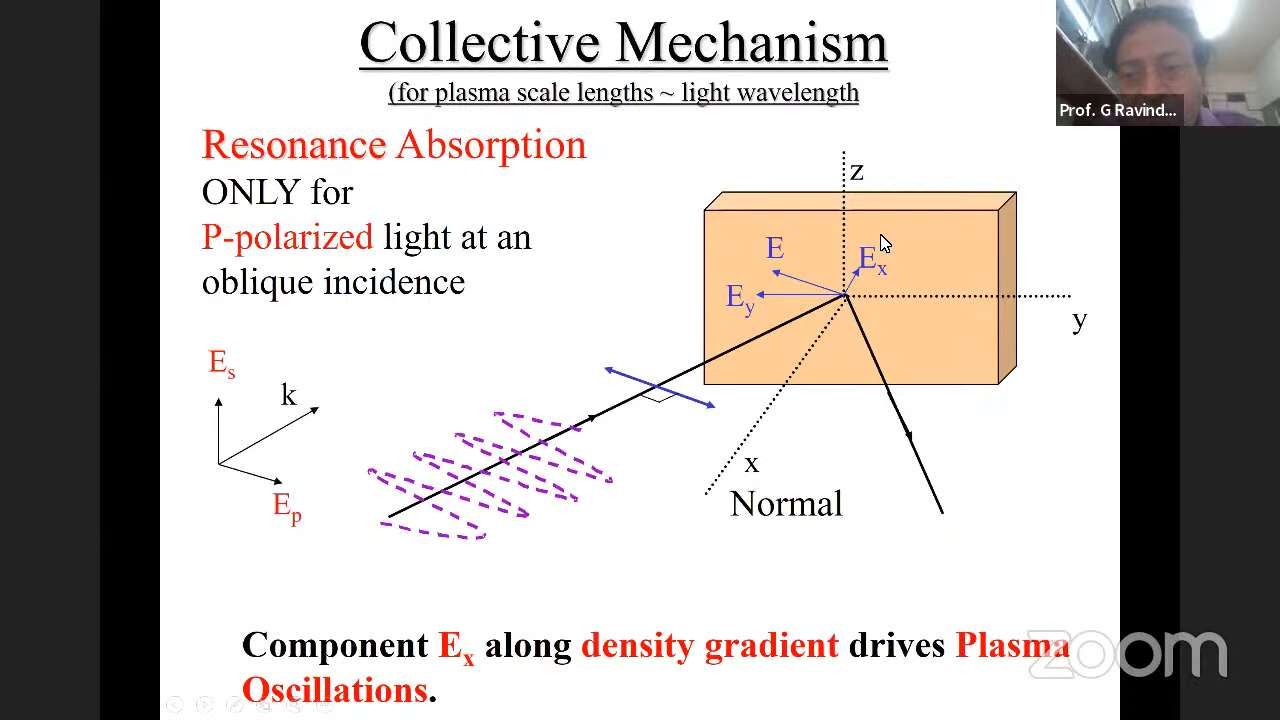 Collective Mechanism
(for plasma scale lengths ~ light wavelength
Prof. G Ravind...
Resonance Absorption
ONLY for
P-polarized light at an
oblique incidence
z
E
Ex
Ey
y
Es
k
Ep
x
Normal
Component Ex along density gradient drives Plasma
Oscillations.
zoom